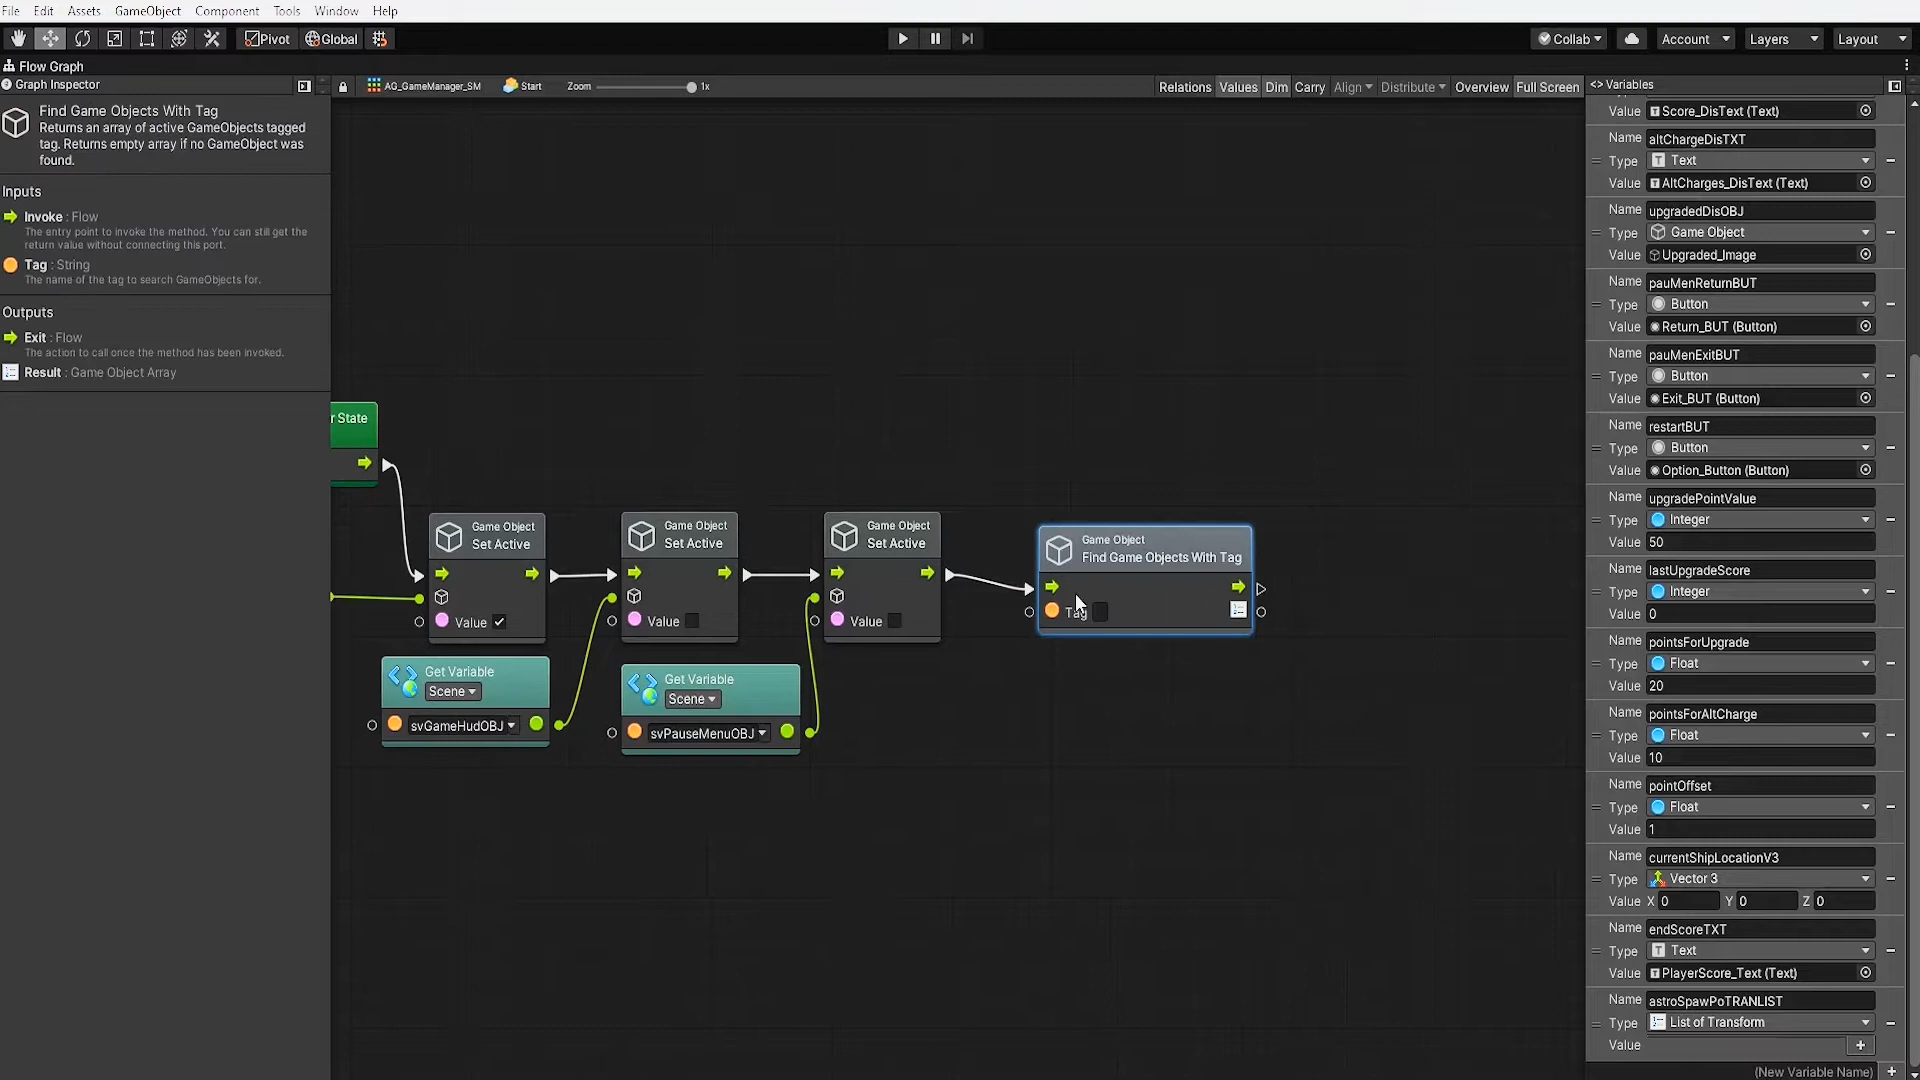 File Edit Assets GameObject Component Tools Window Help
Pivot Global Collab Account Layers Layout
Flow Graph
Graph Inspector
Find Game Objects With Tag
Returns an array of active GameObjects tagged
tag. Returns empty array if no GameObject was
found.
Inputs
Invoke : Flow
The entry point to invoke the method. You can still get the
return value without connecting this port.
Tag : String
The name of the tag to search GameObjects for.
Outputs
Exit : Flow
The action to call once the method has been invoked.
Result : Game Object Array
AG_GameManager_SM Start Zoom 1x Relations Values Dim Carry Align Distribute Overview Full Screen
r State
Game Object
Set Active
Value
Game Object
Set Active
Value
Game Object
Set Active
Value
Game Object
Find Game Objects With Tag
Tag
Get Variable
Scene
svGameHudOBJ
Get Variable
Scene
svPauseMenuOBJ
<> Variables
Value Score_DisText (Text)
Name altChargeDisTXT
Type Text
Value AltCharges_DisText (Text)
Name upgradedDisOBJ
Type Game Object
Value Upgraded_Image
Name pauMenReturnBUT
Type Button
Value Return_BUT (Button)
Name pauMenExitBUT
Type Button
Value Exit_BUT (Button)
Name restartBUT
Type Button
Value Option_Button (Button)
Name upgradePointValue
Type Integer
Value 50
Name lastUpgradeScore
Type Integer
Value 0
Name pointsForUpgrade
Type Float
Value 20
Name pointsForAltCharge
Type Float
Value 10
Name pointOffset
Type Float
Value 1
Name currentShipLocationV3
Type Vector 3
Value X 0 Y 0 Z 0
Name endScoreTXT
Type Text
Value PlayerScore_Text (Text)
Name astroSpawPoTRANLIST
Type List of Transform
Value +
(New Variable Name) +